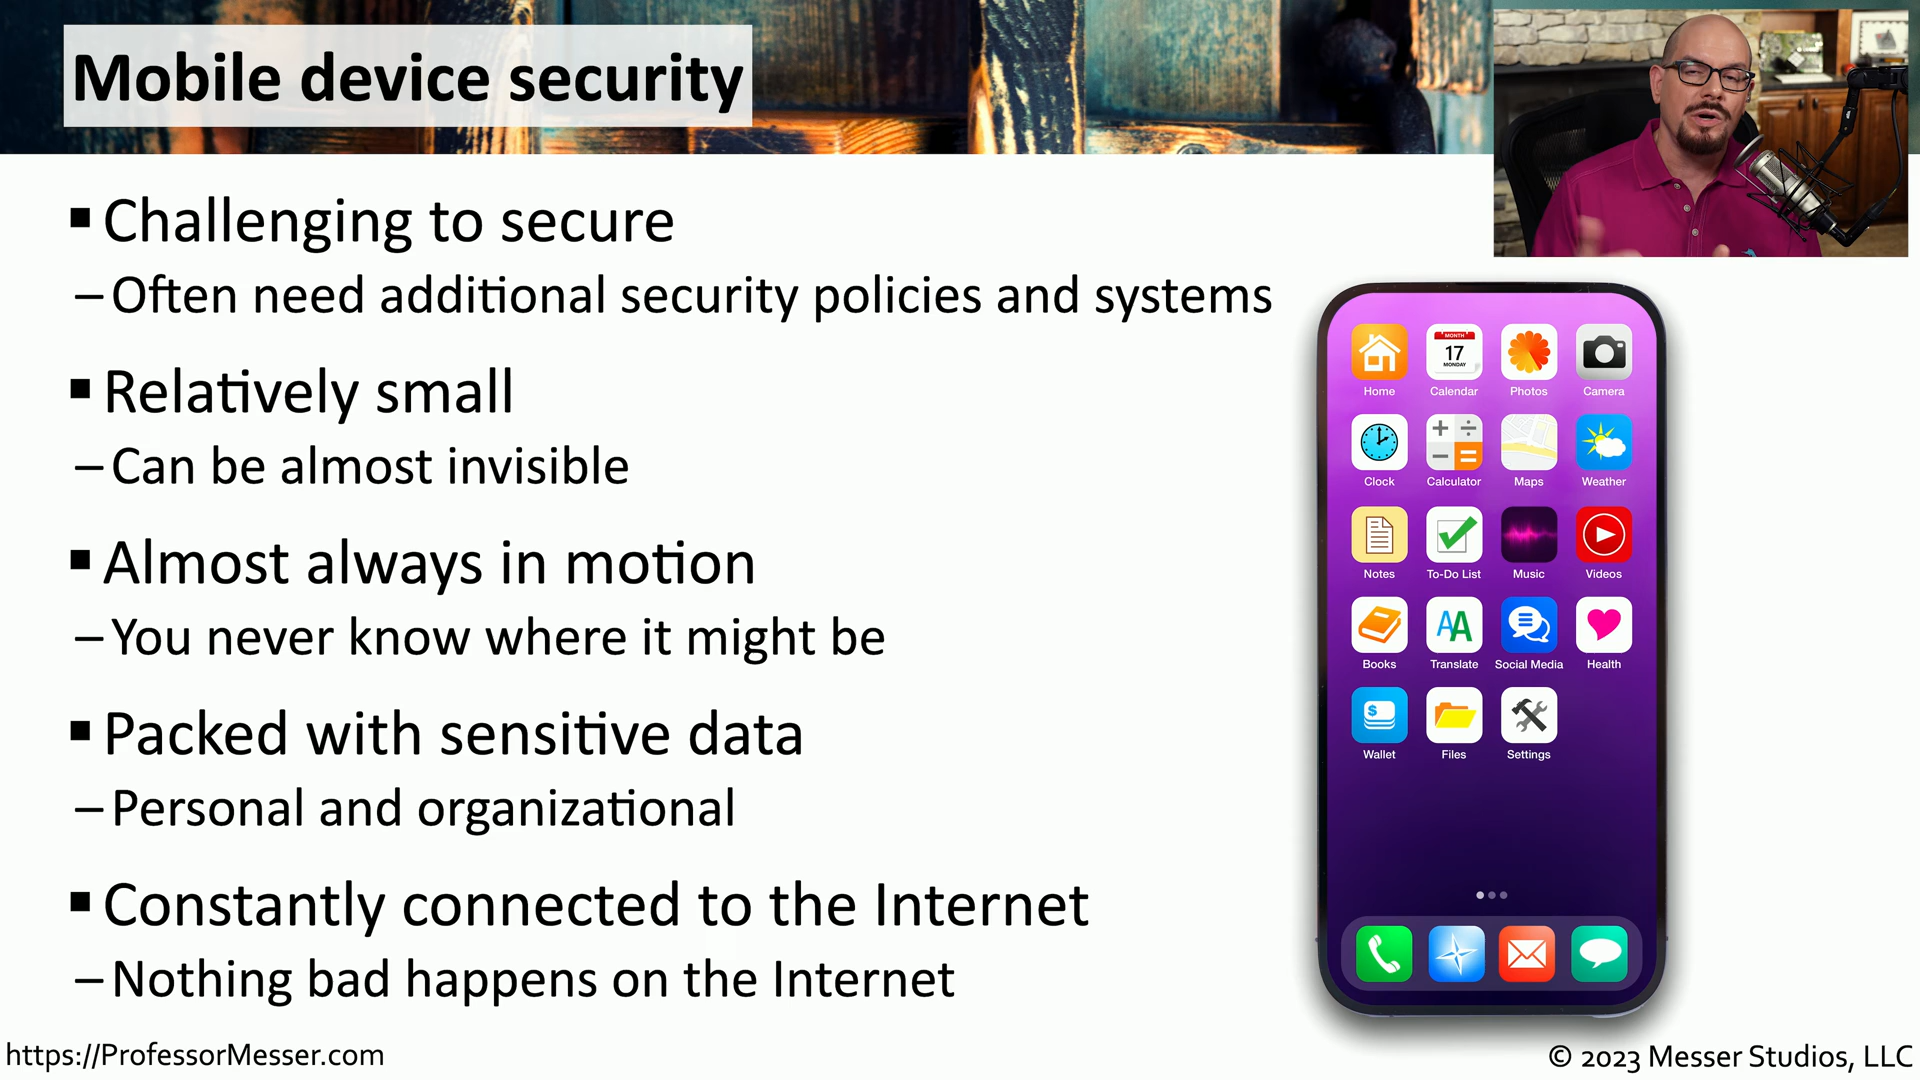 Mobile device security
▪ Challenging to secure
– Often need additional security policies and systems
▪ Relatively small
– Can be almost invisible
▪ Almost always in motion
– You never know where it might be
▪ Packed with sensitive data
– Personal and organizational
▪ Constantly connected to the Internet
– Nothing bad happens on the Internet
MONTH
17
MONDAY
Home Calendar Photos Camera
+ ÷
− =
Clock Calculator Maps Weather
Notes To-Do List Music Videos
AA
Books Translate Social Media Health
$
Wallet Files Settings
https://ProfessorMesser.com
© 2023 Messer Studios, LLC